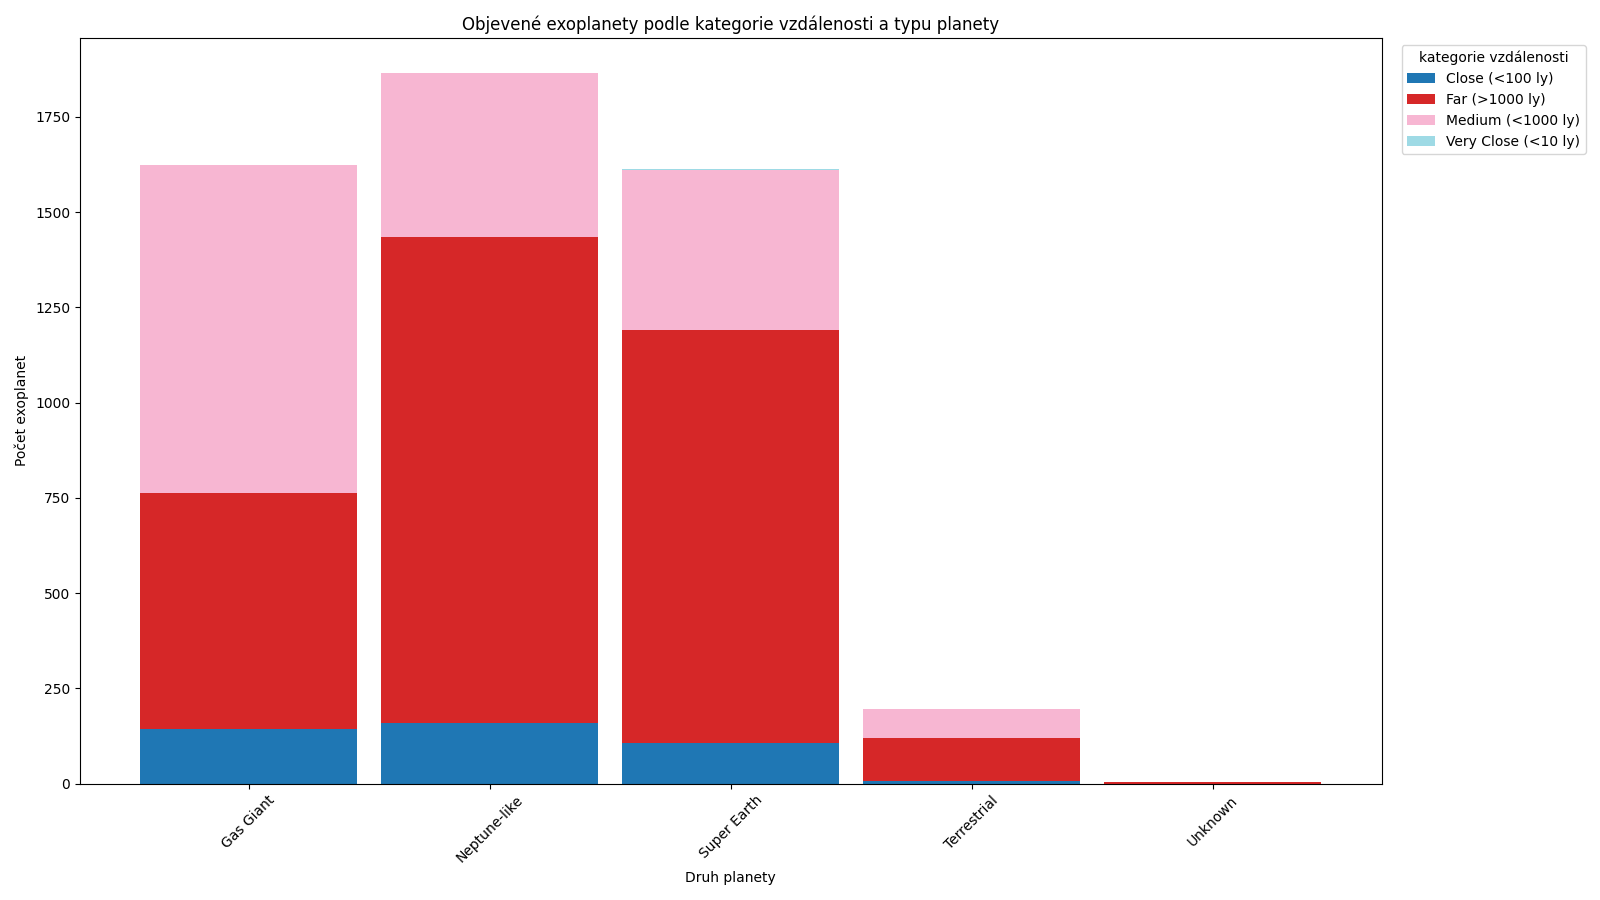 Objevené exoplanety podle kategorie vzdálenosti a typu planety
kategorie vzdálenosti
Close (<100 ly)
Far (>1000 ly)
Medium (<1000 ly)
Very Close (<10 ly)
Počet exoplanet
1750
1500
1250
1000
750
500
250
0
Gas Giant
Neptune-like
Super Earth
Terrestrial
Unknown
Druh planety